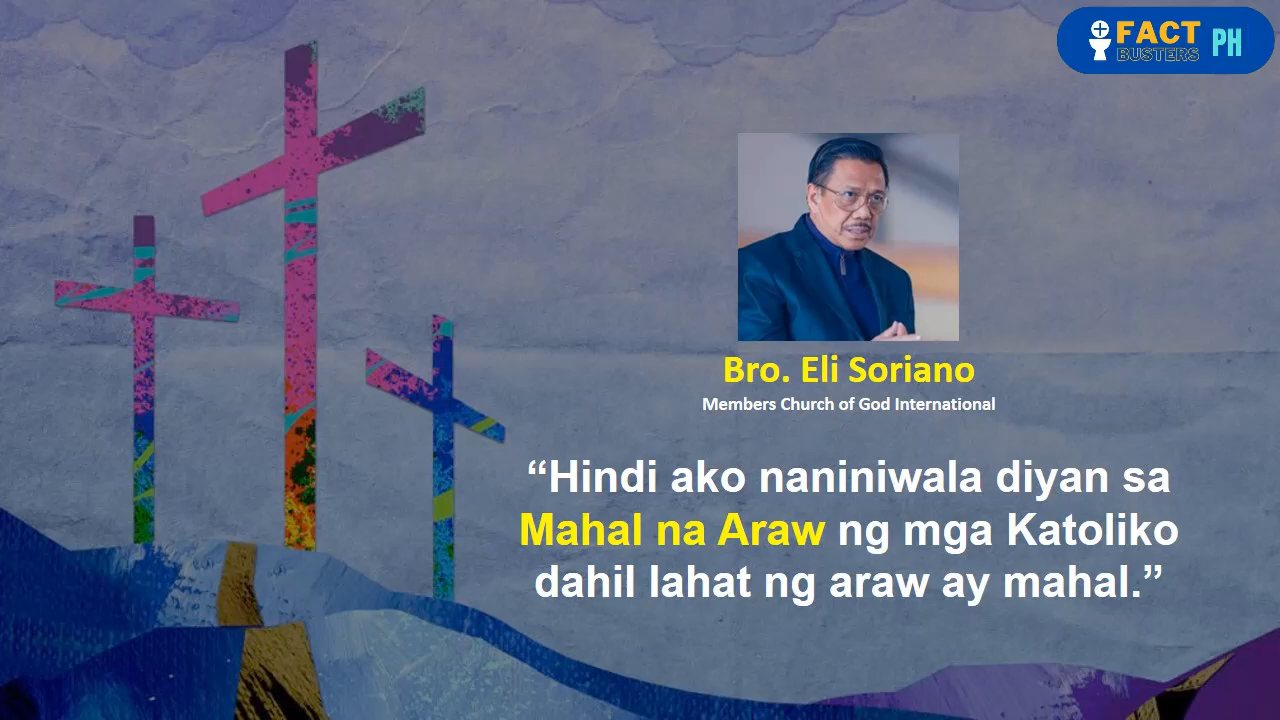 FACT
BUSTERS
PH
Bro. Eli Soriano
Members Church of God International
“Hindi ako naniniwala diyan sa
Mahal na Araw ng mga Katoliko
dahil lahat ng araw ay mahal.”